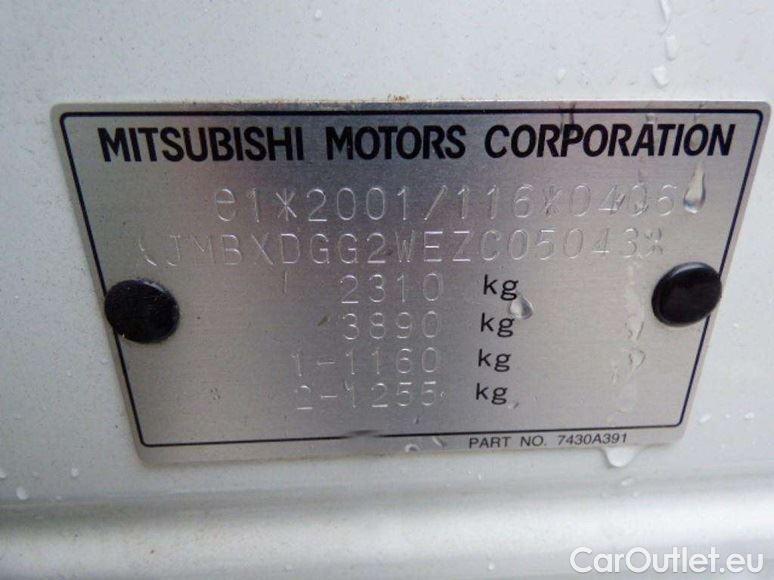 MITSUBISHI MOTORS CORPORATION
e1*2001/116*0406
*JMBXDGG2WEZC05043*
2310 kg
3890 kg
1-1160 kg
2-1255 kg
PART NO. 7430A391
CarOutlet.eu